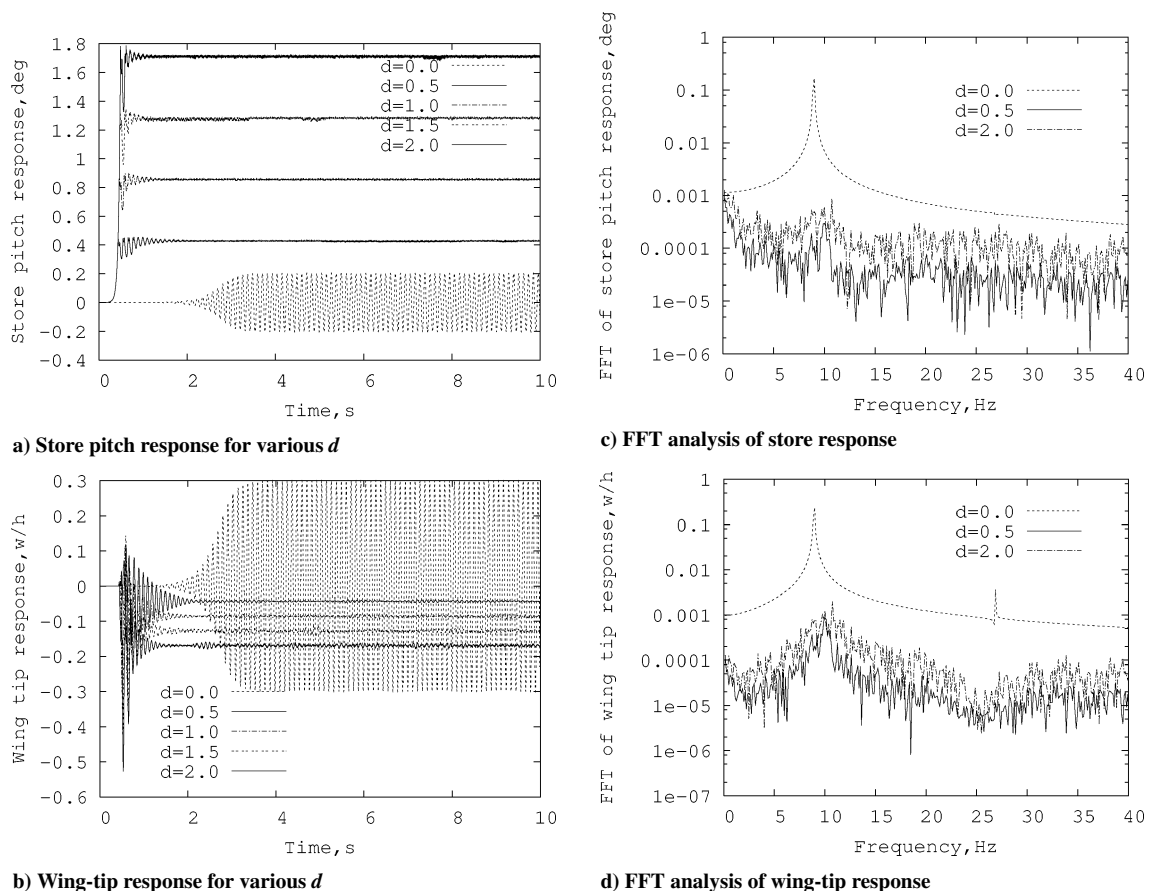 Store pitch response,deg
1.8
1.6
1.4
1.2
1
0.8
0.6
0.4
0.2
0
-0.2
-0.4
d=0.0
d=0.5
d=1.0
d=1.5
d=2.0
0 2 4 6 8 10
Time,s
a) Store pitch response for various d
Wing tip response,w/h
0.3
0.2
0.1
0
-0.1
-0.2
-0.3
-0.4
-0.5
-0.6
d=0.0
d=0.5
d=1.0
d=1.5
d=2.0
0 2 4 6 8 10
Time,s
b) Wing-tip response for various d
FFT of store pitch response,deg
1
0.1
0.01
0.001
0.0001
1e-05
1e-06
d=0.0
d=0.5
d=2.0
0 5 10 15 20 25 30 35 40
Frequency,Hz
c) FFT analysis of store response
FFT of wing tip response,w/h
1
0.1
0.01
0.001
0.0001
1e-05
1e-06
1e-07
d=0.0
d=0.5
d=2.0
0 5 10 15 20 25 30 35 40
Frequency,Hz
d) FFT analysis of wing-tip response